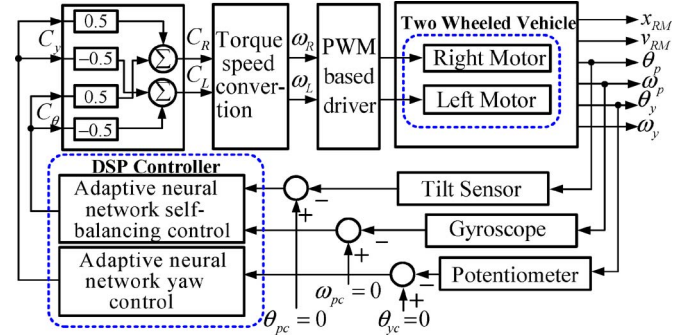 C_y
0.5
−0.5
0.5
−0.5
C_θ
Σ
Σ
C_R
C_L
Torque
speed
conver-
tion
ω_R
ω_L
PWM
based
driver
Two Wheeled Vehicle
Right Motor
Left Motor
x_RM
v_RM
θ_p
ω_p
θ_y
ω_y
DSP Controller
Adaptive neural
network self-
balancing control
Adaptive neural
network yaw
control
− Tilt Sensor
+
− Gyroscope
+
− Potentiometer
+
θ_pc = 0
ω_pc = 0
θ_yc = 0